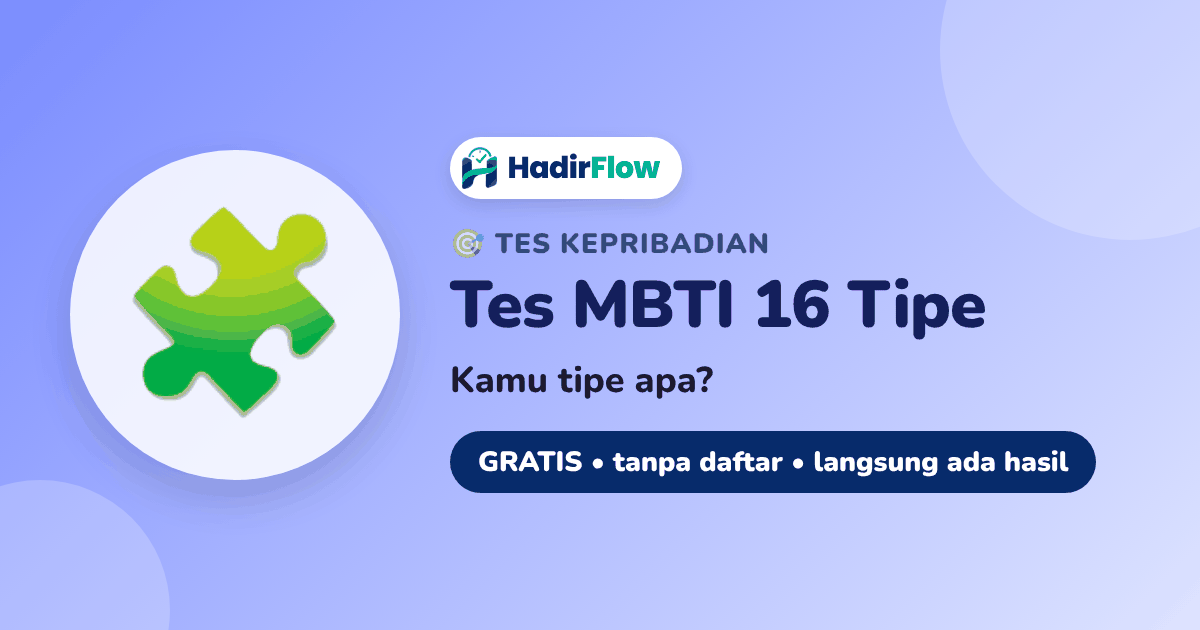 HadirFlow
TES KEPRIBADIAN
Tes MBTI 16 Tipe
Kamu tipe apa?
GRATIS • tanpa daftar • langsung ada hasil